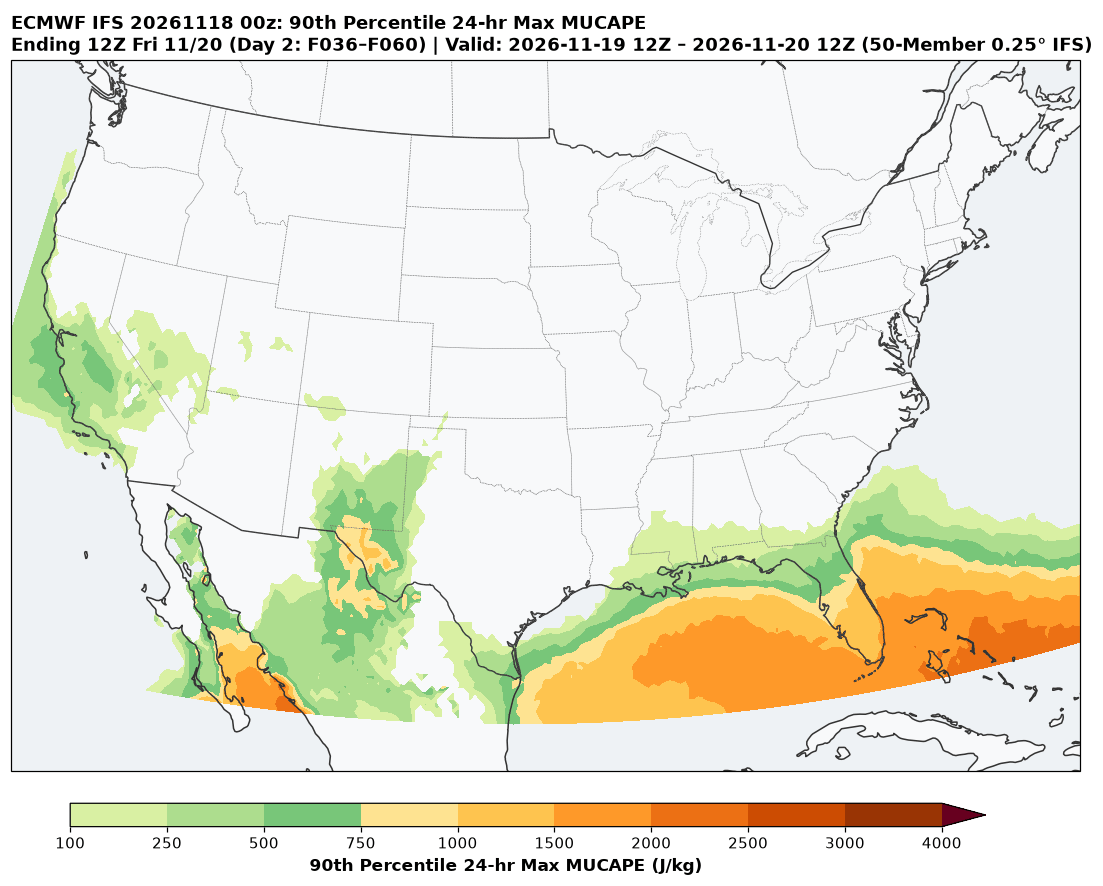 ECMWF IFS 20261118 00z: 90th Percentile 24-hr Max MUCAPE
Ending 12Z Fri 11/20 (Day 2: F036–F060) | Valid: 2026-11-19 12Z – 2026-11-20 12Z (50-Member 0.25° IFS)
100 250 500 750 1000 1500 2000 2500 3000 4000
90th Percentile 24-hr Max MUCAPE (J/kg)